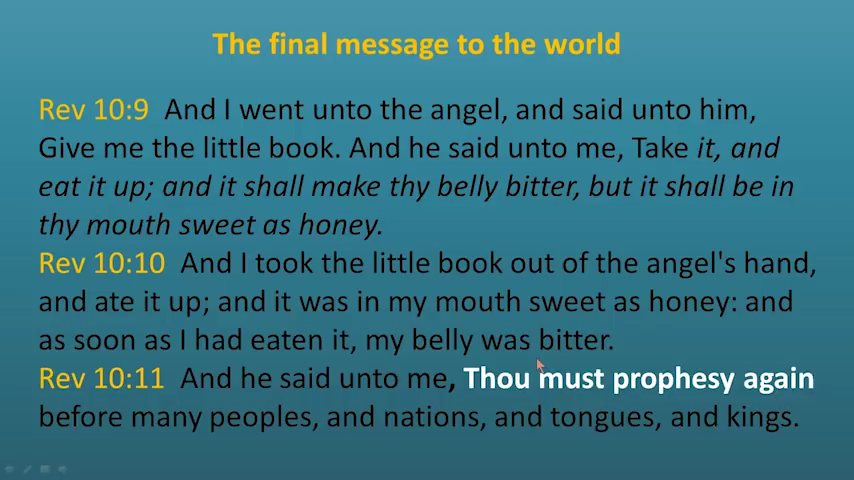 The final message to the world
Rev 10:9  And I went unto the angel, and said unto him,
Give me the little book. And he said unto me, Take it, and
eat it up; and it shall make thy belly bitter, but it shall be in
thy mouth sweet as honey.
Rev 10:10  And I took the little book out of the angel's hand,
and ate it up; and it was in my mouth sweet as honey: and
as soon as I had eaten it, my belly was bitter.
Rev 10:11  And he said unto me, Thou must prophesy again
before many peoples, and nations, and tongues, and kings.